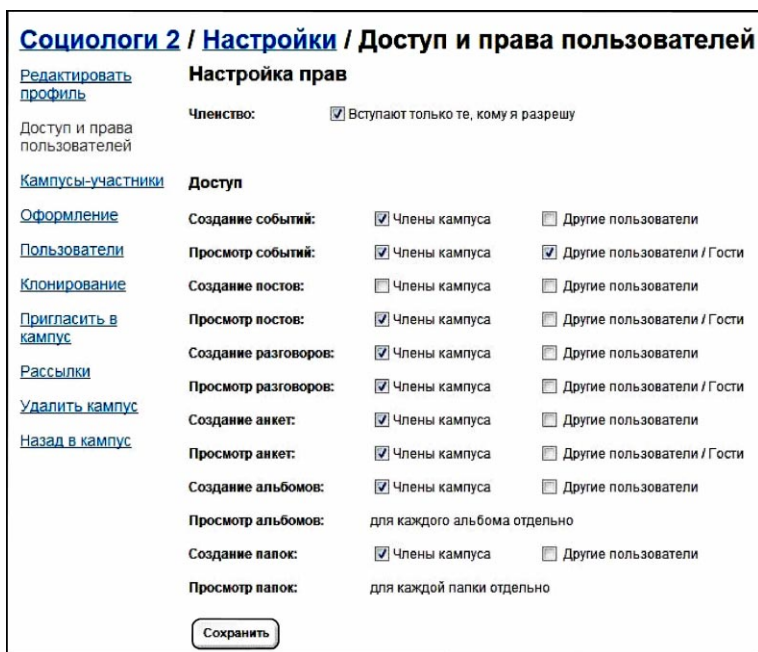 Социологи 2 / Настройки / Доступ и права пользователей
Редактировать
профиль
Доступ и права
пользователей
Кампусы-участники
Оформление
Пользователи
Клонирование
Пригласить в
кампус
Рассылки
Удалить кампус
Назад в кампус
Настройка прав
Членство: Вступают только те, кому я разрешу
Доступ
Создание событий: Члены кампуса Другие пользователи
Просмотр событий: Члены кампуса Другие пользователи / Гости
Создание постов: Члены кампуса Другие пользователи
Просмотр постов: Члены кампуса Другие пользователи / Гости
Создание разговоров: Члены кампуса Другие пользователи
Просмотр разговоров: Члены кампуса Другие пользователи / Гости
Создание анкет: Члены кампуса Другие пользователи
Просмотр анкет: Члены кампуса Другие пользователи / Гости
Создание альбомов: Члены кампуса Другие пользователи
Просмотр альбомов: для каждого альбома отдельно
Создание папок: Члены кампуса Другие пользователи
Просмотр папок: для каждой папки отдельно
Сохранить